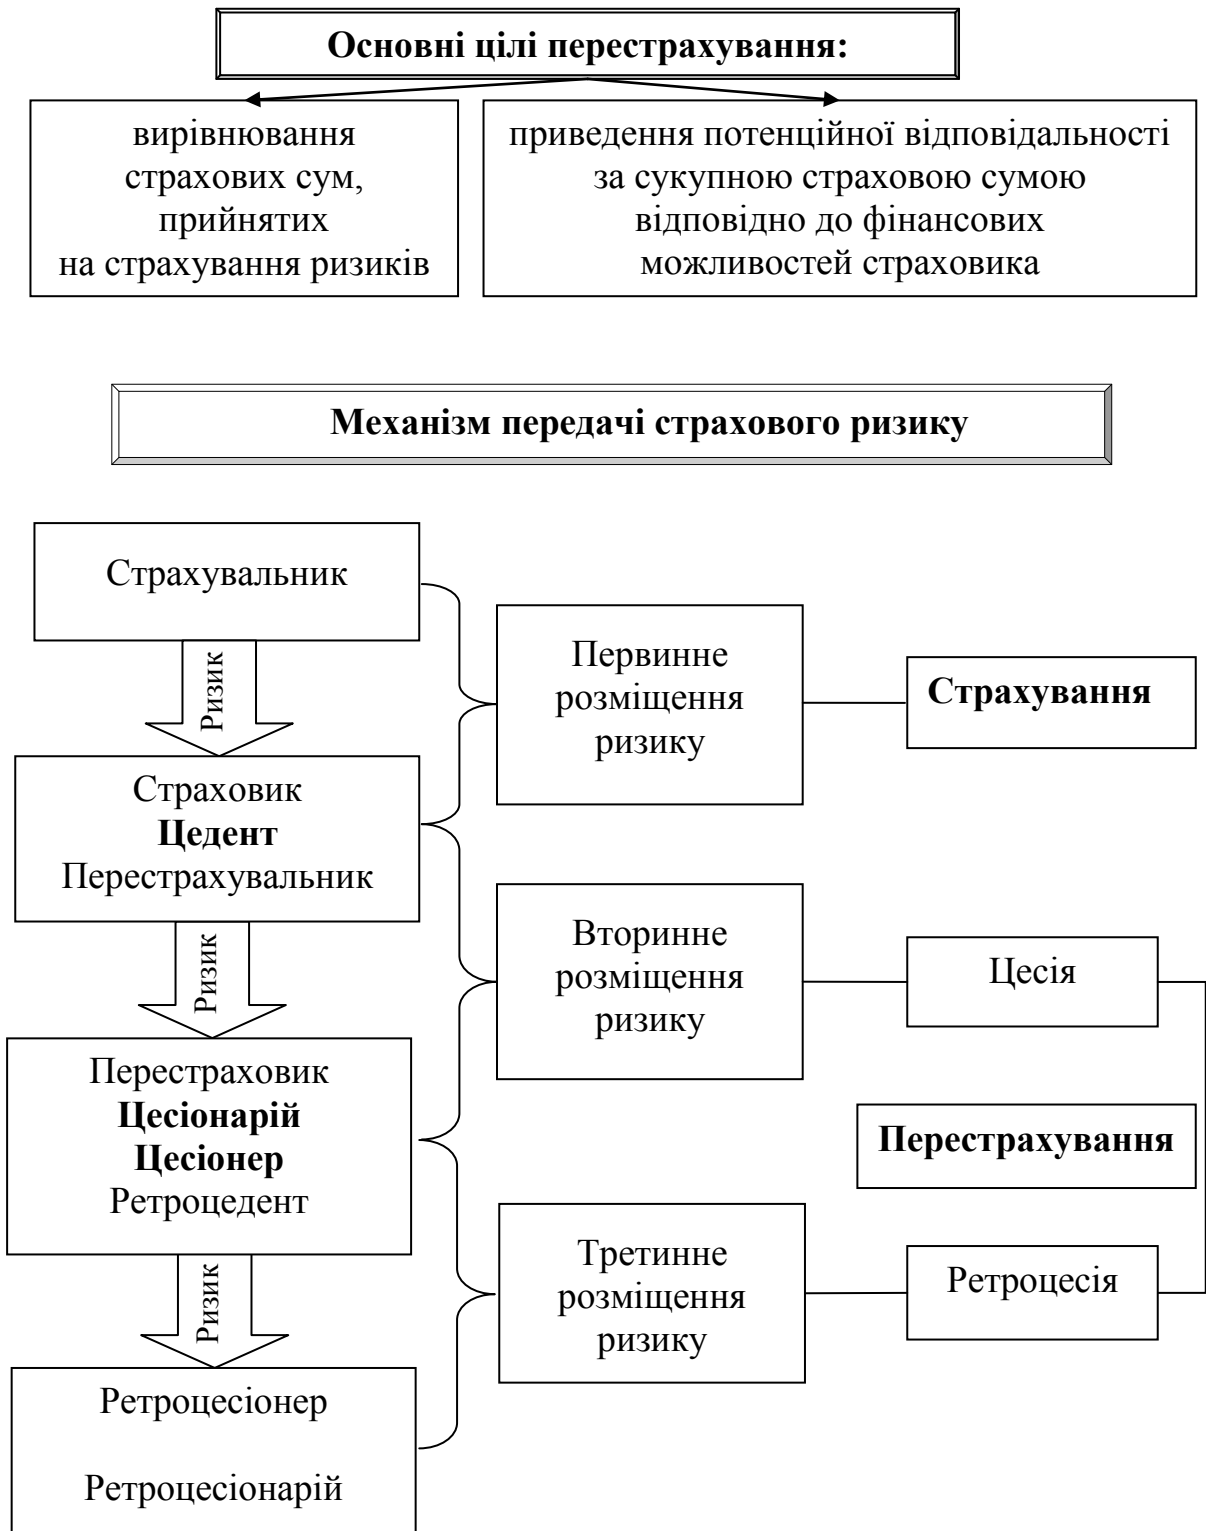 Основні цілі перестрахування:
вирівнювання
страхових сум,
прийнятих
на страхування ризиків
приведення потенційної відповідальності
за сукупною страховою сумою
відповідно до фінансових
можливостей страховика
Механізм передачі страхового ризику
Страхувальник
Ризик
Первинне
розміщення
ризику
Страхування
Страховик
Цедент
Перестрахувальник
Ризик
Вторинне
розміщення
ризику
Цесія
Перестраховик
Цесіонарій
Цесіонер
Ретроцедент
Перестрахування
Ризик
Третинне
розміщення
ризику
Ретроцесія
Ретроцесіонер
Ретроцесіонарій